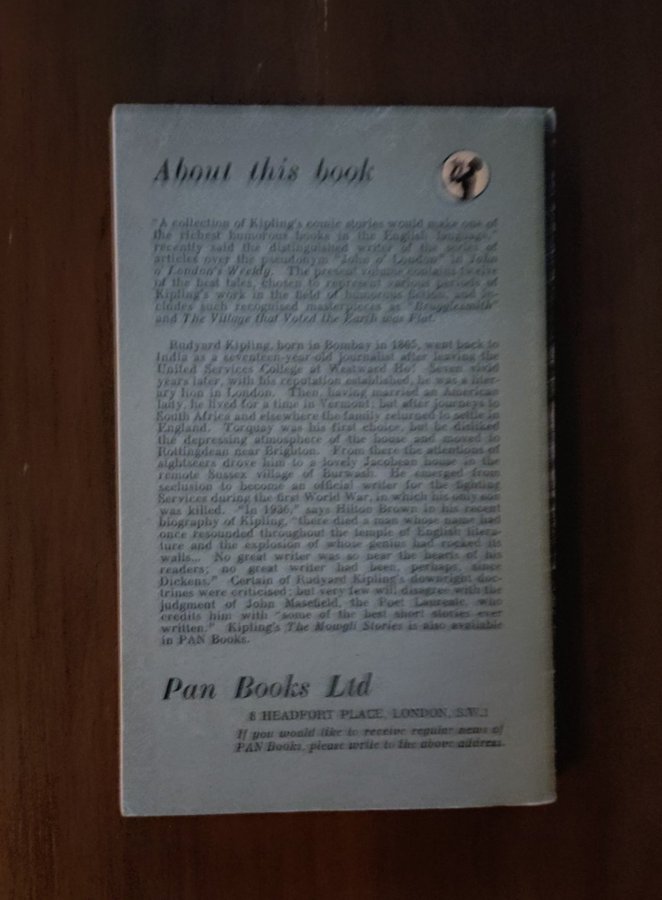 About this book
"A collection of Kipling's comic stories would make one of
the richest humorous books in the English language,"
recently said the distinguished writer of the series of
articles over the pseudonym "John o' London" in John
o' London's Weekly. The present volume contains twelve
of the best tales, chosen to represent various periods of
Kipling's work in the field of humorous fiction, and in-
cludes such recognised masterpieces as 'Brugglesmith'
and The Village that Voted the Earth was Flat.
Rudyard Kipling, born in Bombay in 1865, went back to
India as a seventeen-year-old journalist after leaving the
United Services College at Westward Ho! Seven vivid
years later, with his reputation established, he was a liter-
ary lion in London. Then, having married an American
lady, he lived for a time in Vermont; but after journeys to
South Africa and elsewhere the family returned to settle in
England. Torquay was his first choice, but he disliked
the depressing atmosphere of the house and moved to
Rottingdean near Brighton. From there the attentions of
sightseers drove him to a lovely Jacobean house in the
remote Sussex village of Burwash. He emerged from
seclusion to become an official writer for the fighting
Services during the first World War, in which his only son
was killed. "In 1936," says Hilton Brown in his recent
biography of Kipling, "there died a man whose name had
once resounded throughout the temple of English litera-
ture and the explosion of whose genius had rocked its
walls... No great writer was so near the hearts of his
readers; no great writer had been, perhaps, since
Dickens." Certain of Rudyard Kipling's downright doc-
trines were criticised; but very few will disagree with the
judgment of John Masefield, the Poet Laureate, who
credits him with "some of the best short stories ever
written." Kipling's The Mowgli Stories is also available
in PAN Books.
Pan Books Ltd
8 HEADFORT PLACE, LONDON, S.W.1
If you would like to receive regular news of
PAN Books, please write to the above address.